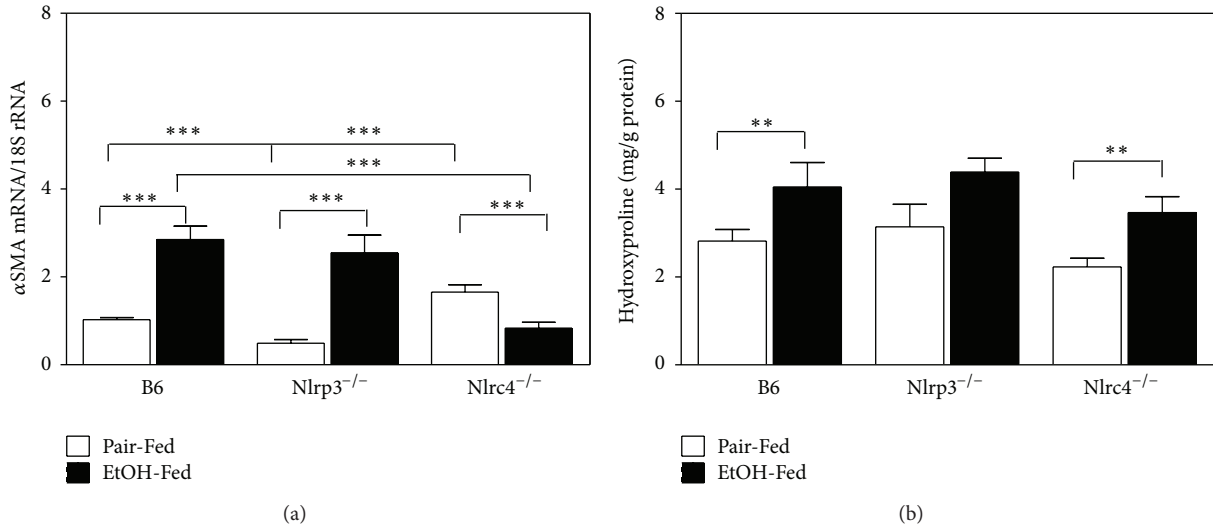 8
6
4
2
0
αSMA mRNA/18S rRNA
***
***
***
***
***
***
B6
Nlrp3−/−
Nlrc4−/−
Pair-Fed
EtOH-Fed
(a)
8
6
4
2
0
Hydroxyproline (mg/g protein)
**
**
B6
Nlrp3−/−
Nlrc4−/−
Pair-Fed
EtOH-Fed
(b)